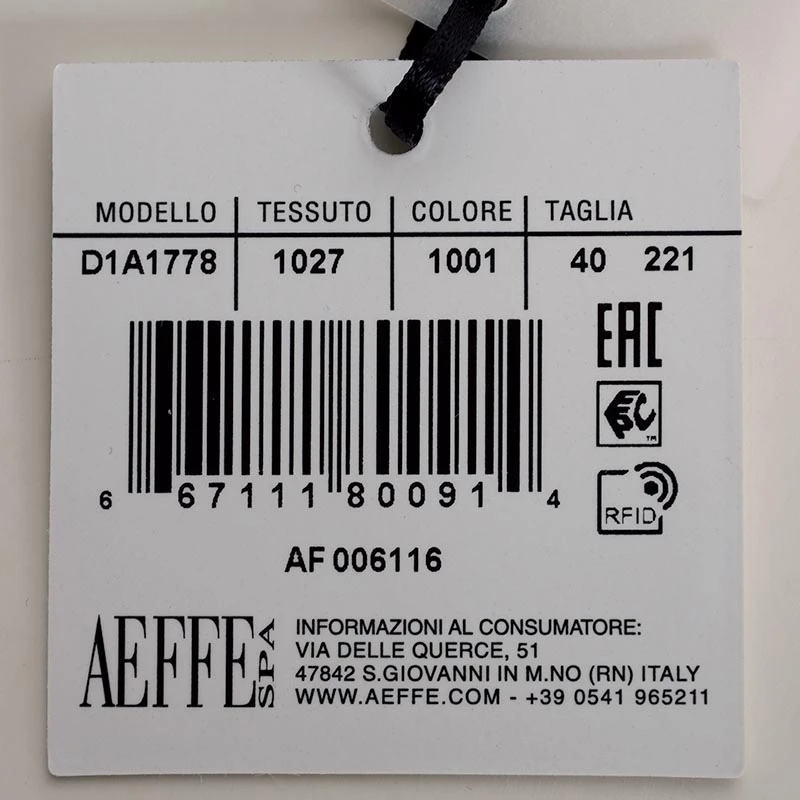 MODELLO TESSUTO COLORE TAGLIA
D1A1778 1027 1001 40 221
EAC
EPC TM
RFID
6 67111 80091 4
AF 006116
AEFFE SPA
INFORMAZIONI AL CONSUMATORE:
VIA DELLE QUERCE, 51
47842 S.GIOVANNI IN M.NO (RN) ITALY
WWW.AEFFE.COM - +39 0541 965211